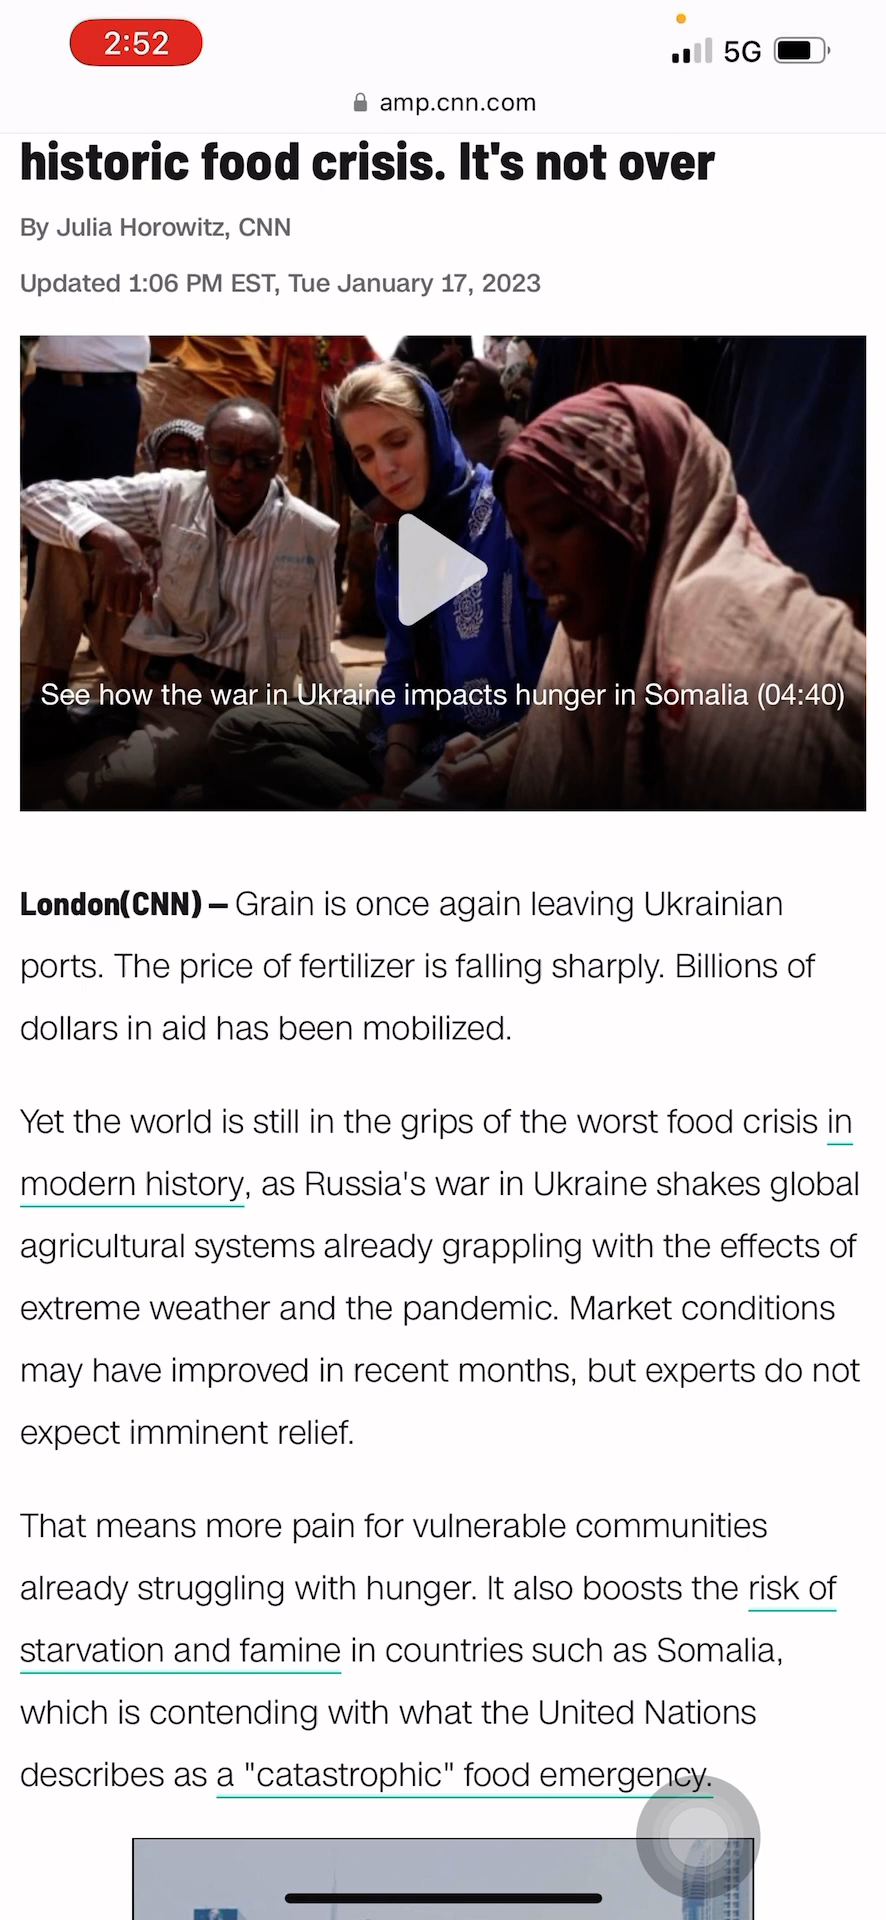 2:52
5G
amp.cnn.com
historic food crisis. It's not over
By Julia Horowitz, CNN
Updated 1:06 PM EST, Tue January 17, 2023
unicef
See how the war in Ukraine impacts hunger in Somalia (04:40)
London(CNN) — Grain is once again leaving Ukrainian
ports. The price of fertilizer is falling sharply. Billions of
dollars in aid has been mobilized.
Yet the world is still in the grips of the worst food crisis in
modern history, as Russia's war in Ukraine shakes global
agricultural systems already grappling with the effects of
extreme weather and the pandemic. Market conditions
may have improved in recent months, but experts do not
expect imminent relief.
That means more pain for vulnerable communities
already struggling with hunger. It also boosts the risk of
starvation and famine in countries such as Somalia,
which is contending with what the United Nations
describes as a "catastrophic" food emergency.